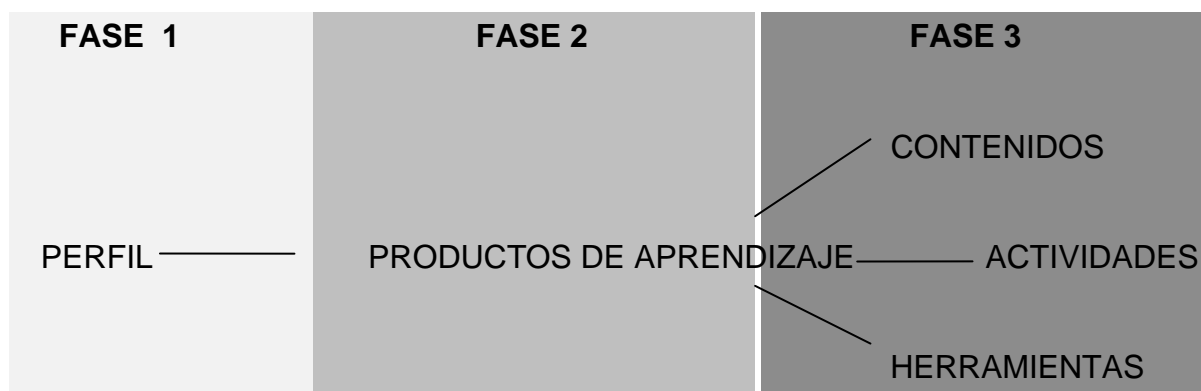 FASE 1 FASE 2 FASE 3
CONTENIDOS
PERFIL PRODUCTOS DE APRENDIZAJE ACTIVIDADES
HERRAMIENTAS